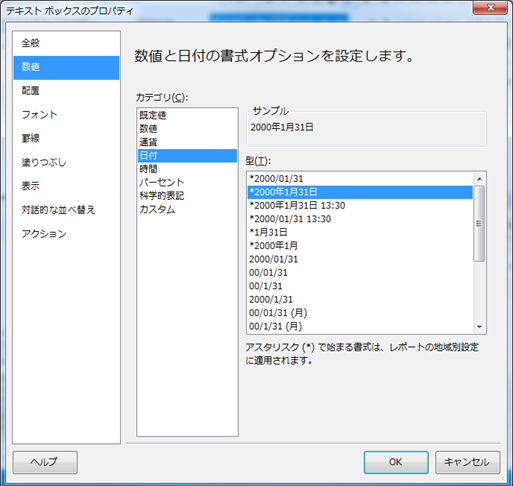 テキスト ボックスのプロパティ
全般
数値
配置
フォント
罫線
塗りつぶし
表示
対話的な並べ替え
アクション
数値と日付の書式オプションを設定します。
カテゴリ(C):
既定値
数値
通貨
日付
時間
パーセント
科学的表記
カスタム
サンプル
2000年1月31日
型(T):
*2000/01/31
*2000年1月31日
*2000年1月31日 13:30
*2000/01/31 13:30
*1月31日
*2000年1月
2000/01/31
00/01/31
00/1/31
2000/1/31
00/01/31 (月)
00/1/31 (月)
アスタリスク (*) で始まる書式は、レポートの地域別設定
に適用されます。
ヘルプ
OK
キャンセル